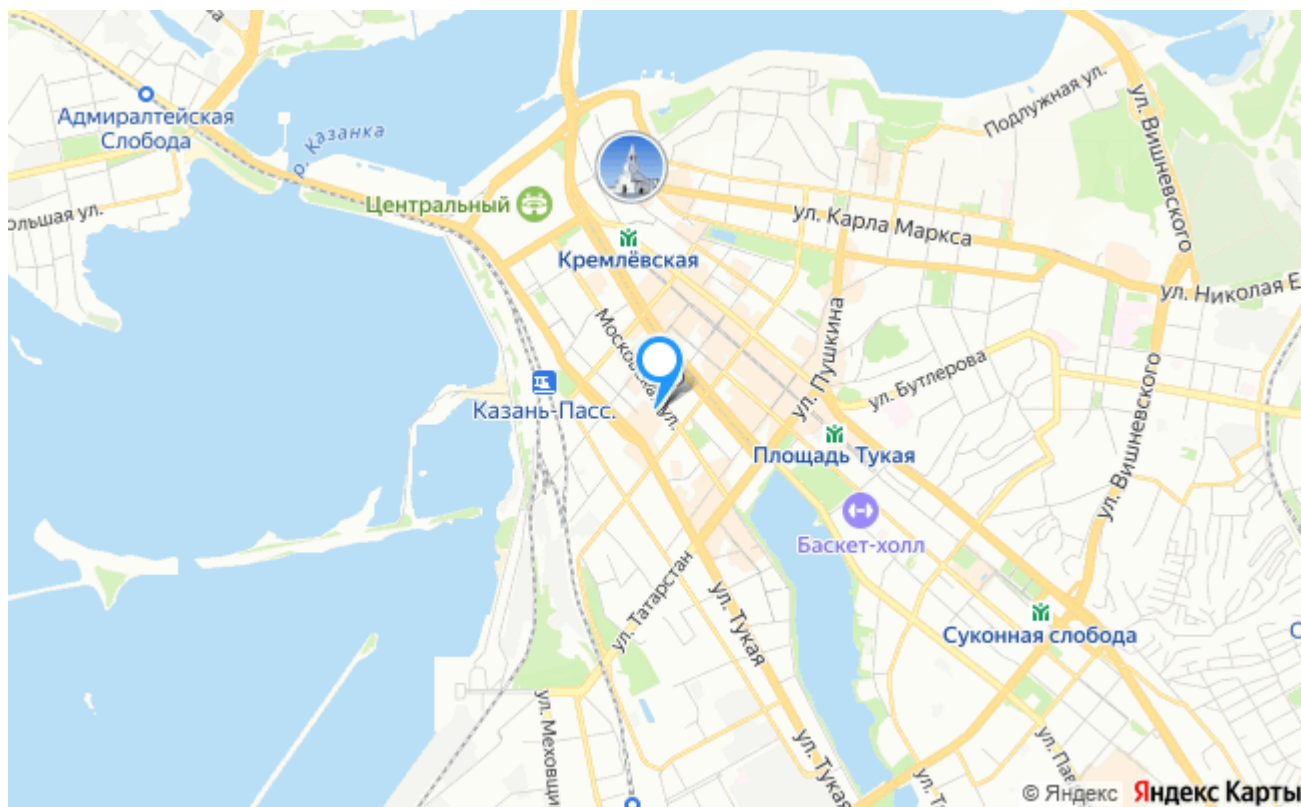 Адмиралтейская
Слобода
р. Казанка
Подлужная ул.
ул. Вишневского
Центральный
ул. Карла Маркса
Кремлёвская
ул. Николая Е
ул. Пушкина
ул. Бутлерова
Казань-Пасс.
Площадь Тукая
ул. Вишневского
Баскет-холл
ул. Татарстан
ул. Тукая
Суконная слобода
ул. Меховщи
ул. Тукая
ул. Пав
© Яндекс Яндекс Карты